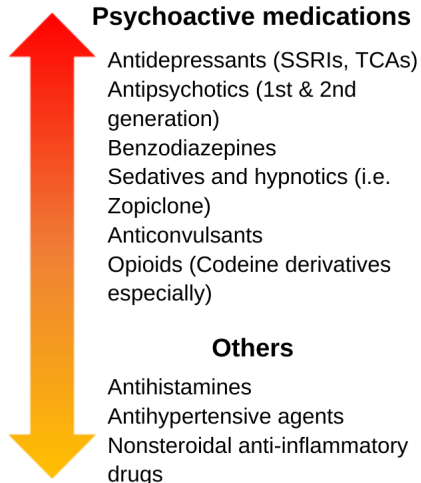 Psychoactive medications
Antidepressants (SSRIs, TCAs)
Antipsychotics (1st & 2nd
generation)
Benzodiazepines
Sedatives and hypnotics (i.e.
Zopiclone)
Anticonvulsants
Opioids (Codeine derivatives
especially)
Others
Antihistamines
Antihypertensive agents
Nonsteroidal anti-inflammatory
drugs